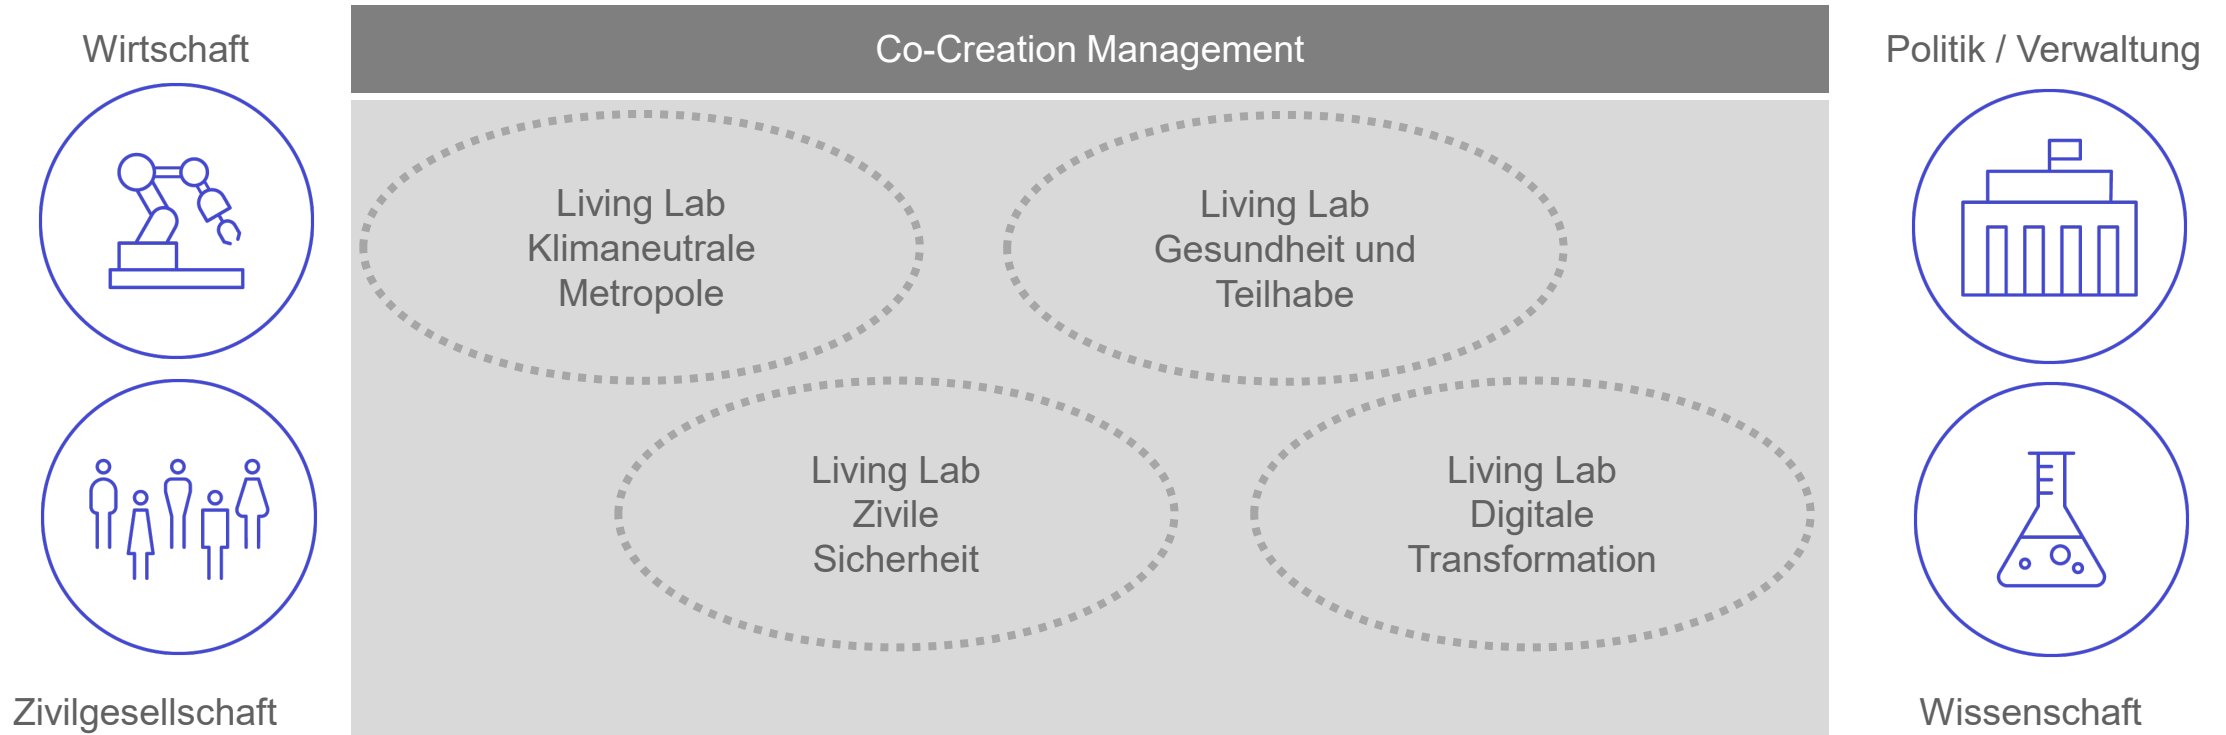 Wirtschaft
Co-Creation Management
Politik / Verwaltung
Living Lab
Klimaneutrale
Metropole
Living Lab
Gesundheit und
Teilhabe
Living Lab
Zivile
Sicherheit
Living Lab
Digitale
Transformation
Zivilgesellschaft
Wissenschaft